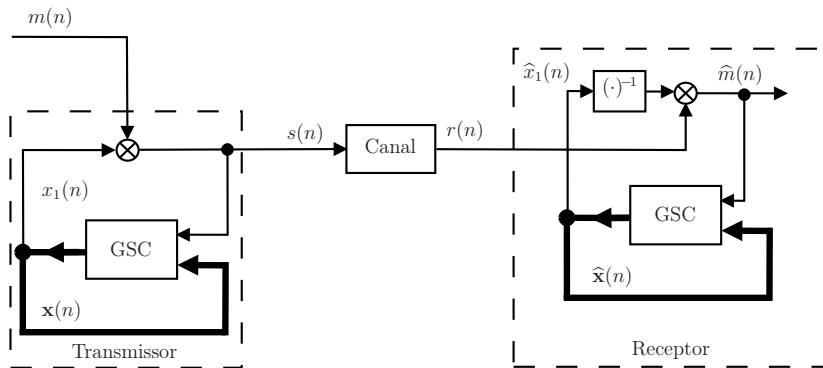 m(n)
x̂₁(n)
(·)⁻¹
m̂(n)
s(n)
Canal
r(n)
x₁(n)
GSC
GSC
𝐱(n)
𝐱̂(n)
Transmissor
Receptor